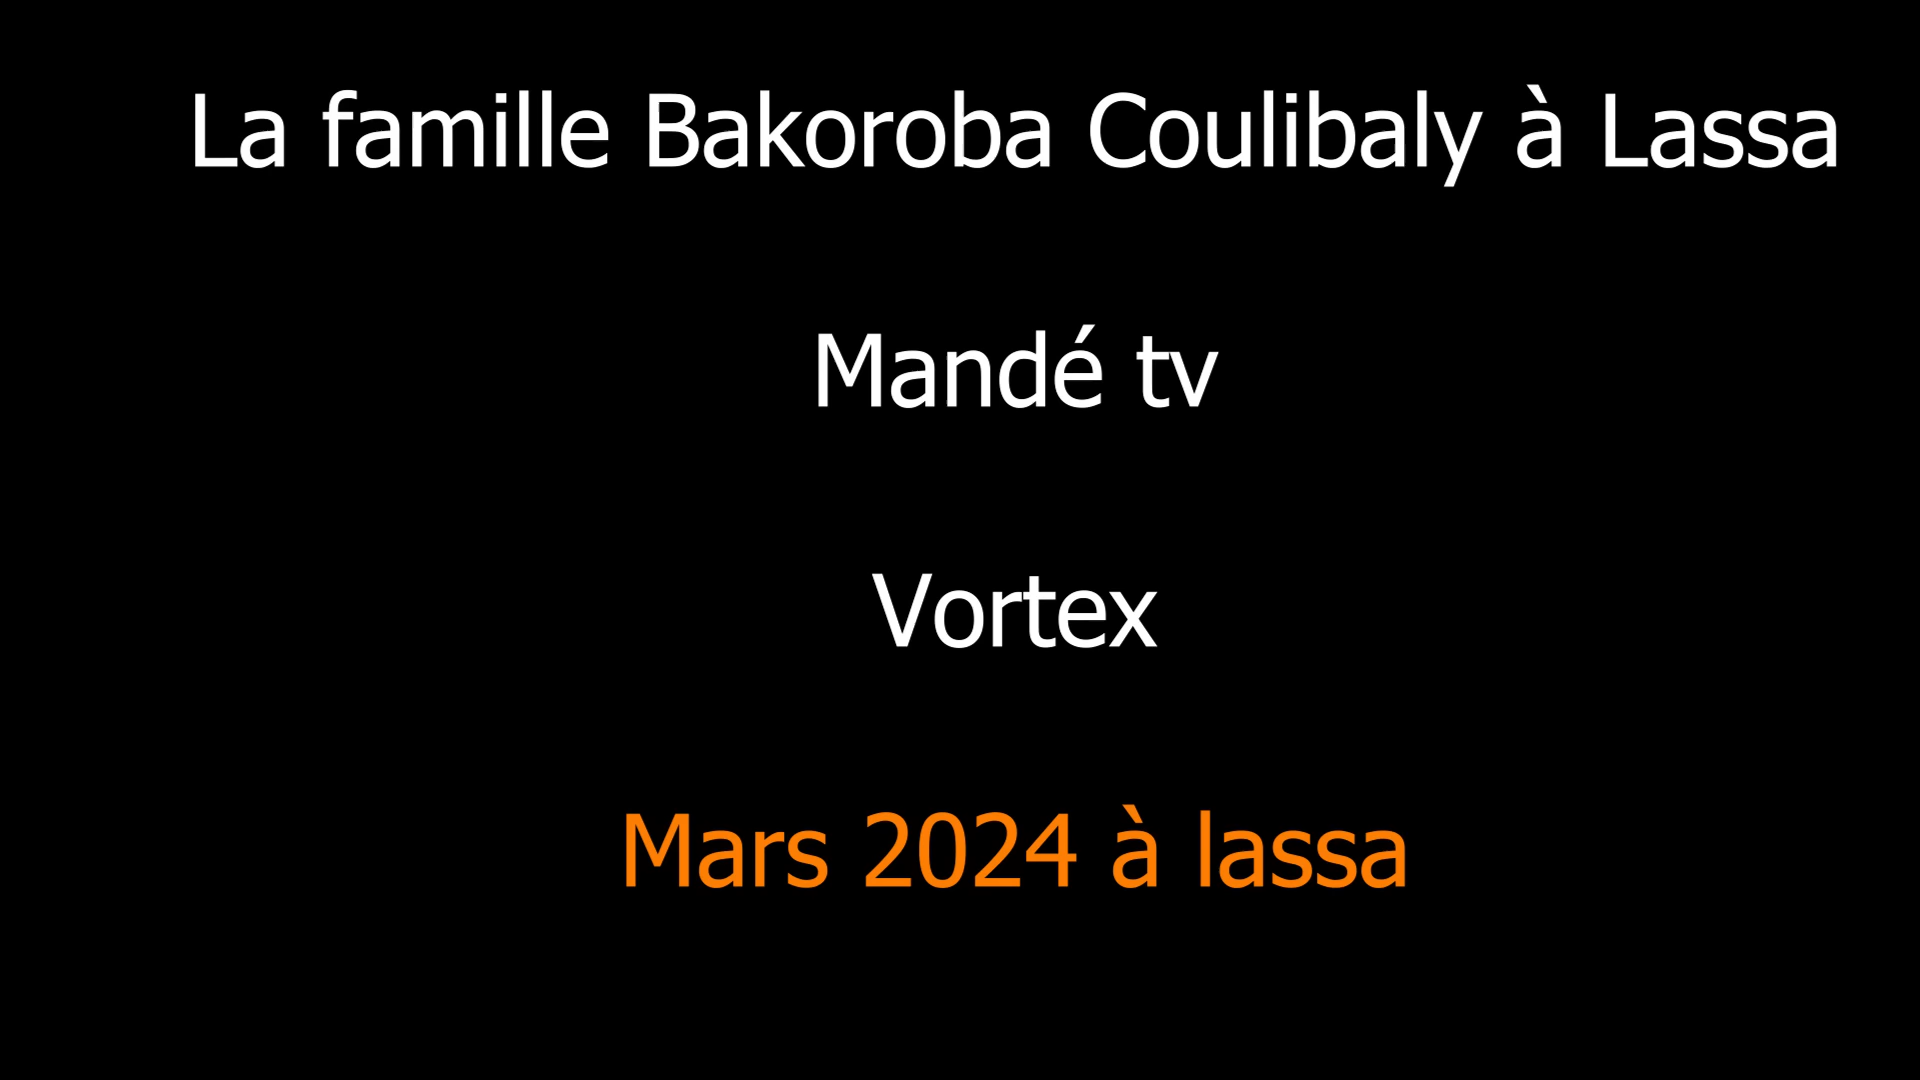 La famille Bakoroba Coulibaly à Lassa
Mandé tv
Vortex
Mars 2024 à lassa